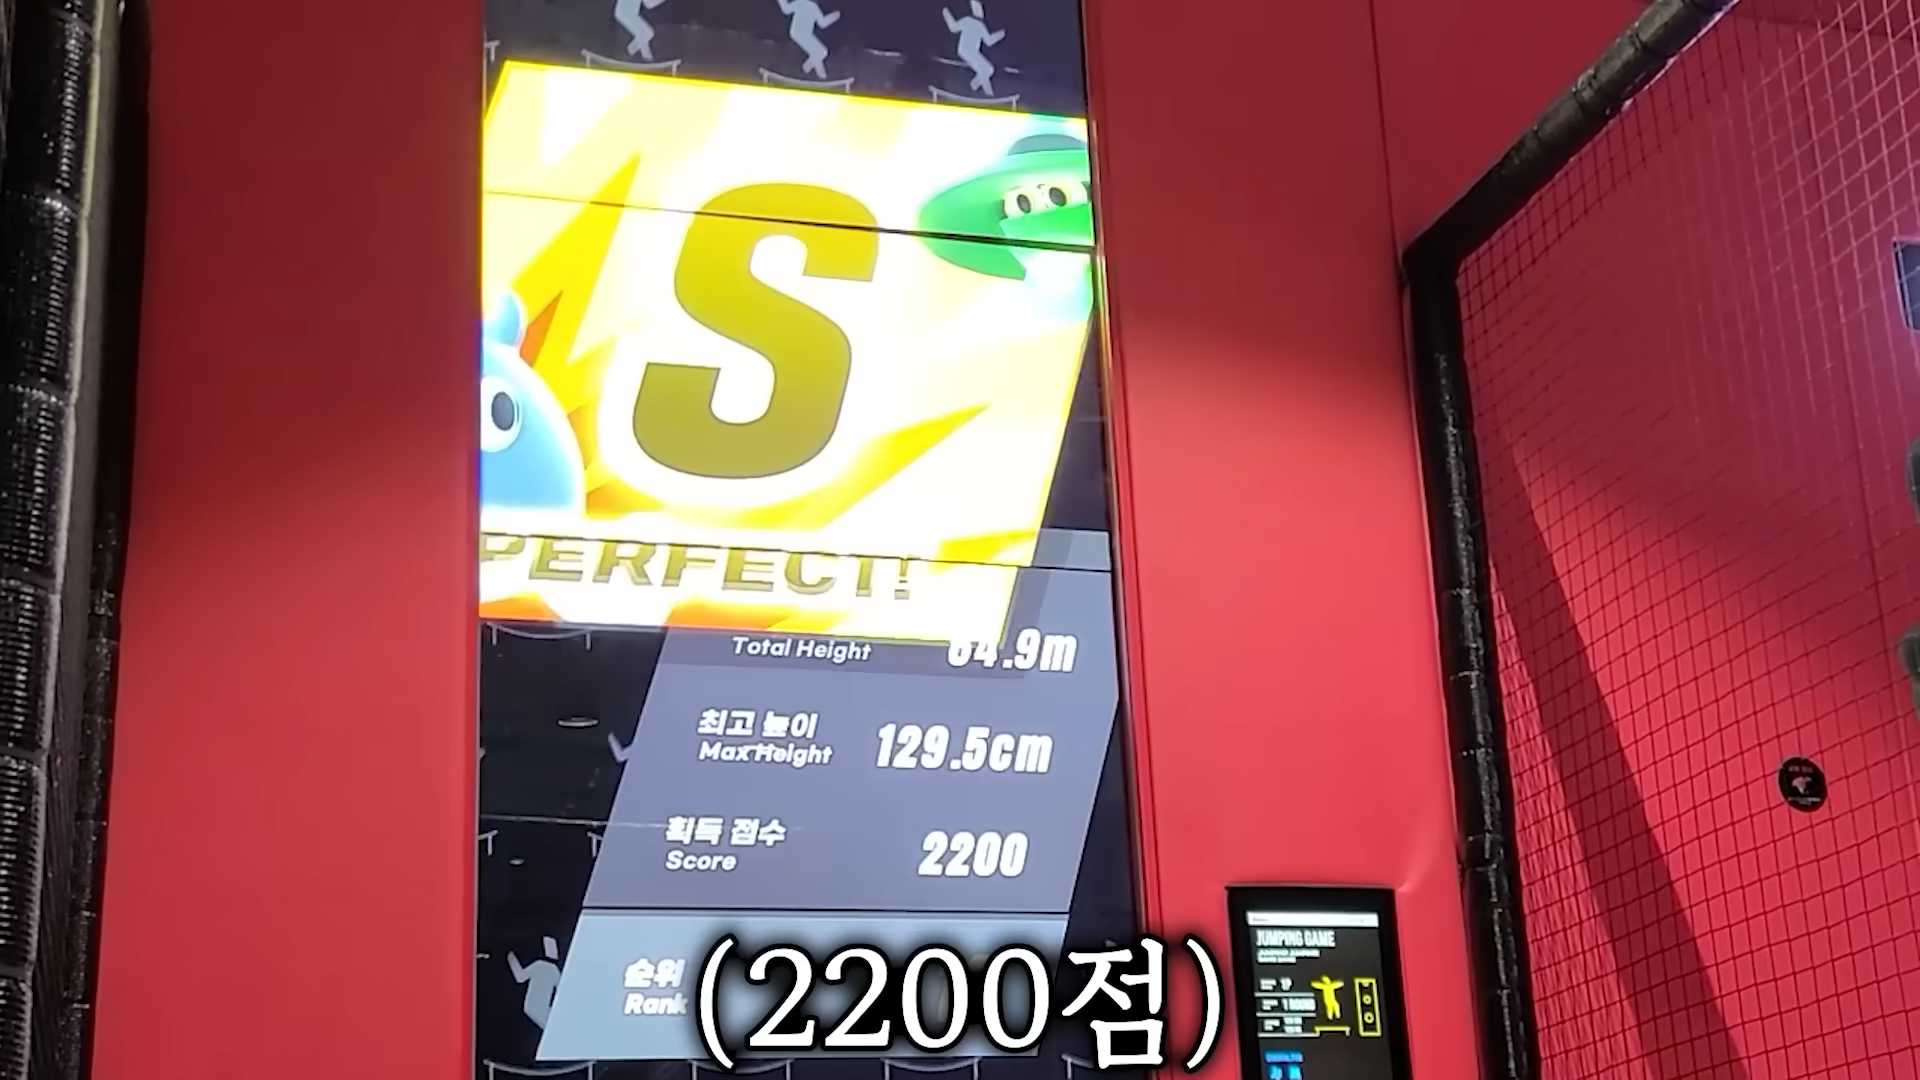 S
PERFECT!
Total Height
최고 높이
Max Height
129.5cm
획득 점수
Score
2200
순위
Rank
(2200점)
JUMPING GAME